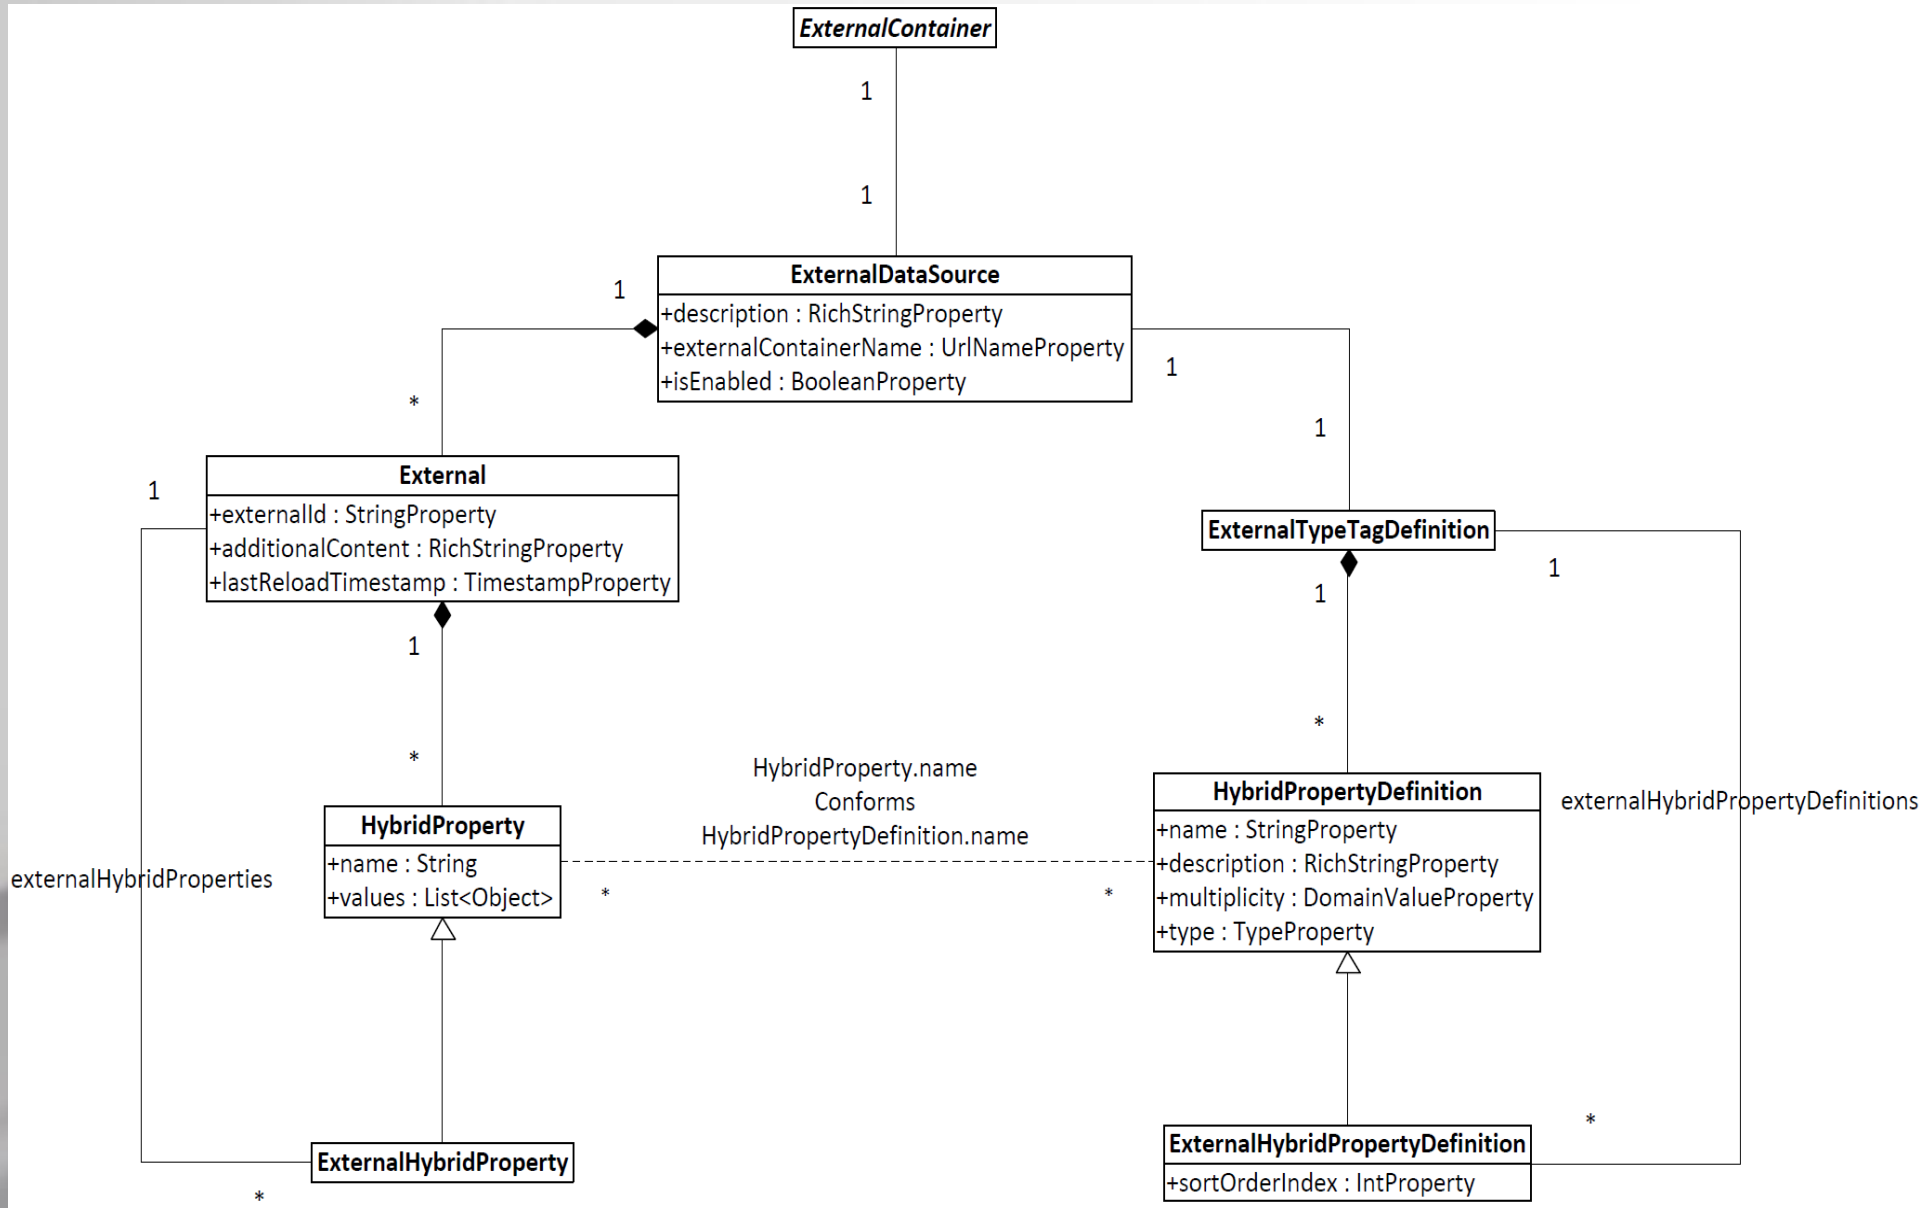 ExternalContainer
1
1
ExternalDataSource
+description : RichStringProperty
+externalContainerName : UrlNameProperty
+isEnabled : BooleanProperty
1
*
1
1
External
+externalId : StringProperty
+additionalContent : RichStringProperty
+lastReloadTimestamp : TimestampProperty
1
1
*
ExternalTypeTagDefinition
1
1
*
HybridProperty.name
Conforms
HybridPropertyDefinition.name
HybridProperty
+name : String
+values : List<Object>
*
*
HybridPropertyDefinition
+name : StringProperty
+description : RichStringProperty
+multiplicity : DomainValueProperty
+type : TypeProperty
externalHybridProperties
externalHybridPropertyDefinitions
ExternalHybridProperty
*
ExternalHybridPropertyDefinition
+sortOrderIndex : IntProperty
*